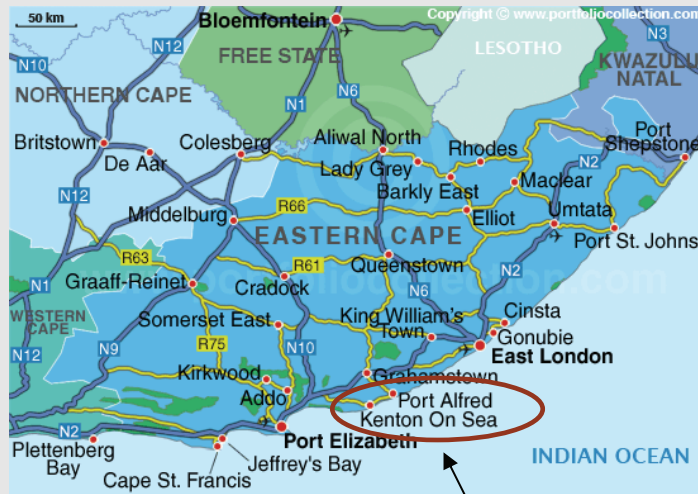 50 km
Copyright © www.portfoliocollection.com
Bloemfontein
N12
N10
N3
FREE STATE
LESOTHO
KWAZULU
NATAL
NORTHERN CAPE
N1
N6
Britstown
De Aar
Colesberg
Aliwal North
Lady Grey
Rhodes
Barkly East
Maclear
N2
Port
Shepstone
N12
Middelburg
R66
Elliot
Umtata
EASTERN CAPE
Port St. Johns
R63
R61
Queenstown
N2
www.portfoliocollection.com
N1
Graaff-Reinet
Cradock
N6
WESTERN
CAPE
Somerset East
King William's
Town
Cinsta
Gonubie
N12
N9
R75
N10
East London
Kirkwood
Addo
Grahamstown
Port Alfred
Kenton On Sea
N2
Port Elizabeth
Plettenberg
Bay
Jeffrey's Bay
Cape St. Francis
INDIAN OCEAN